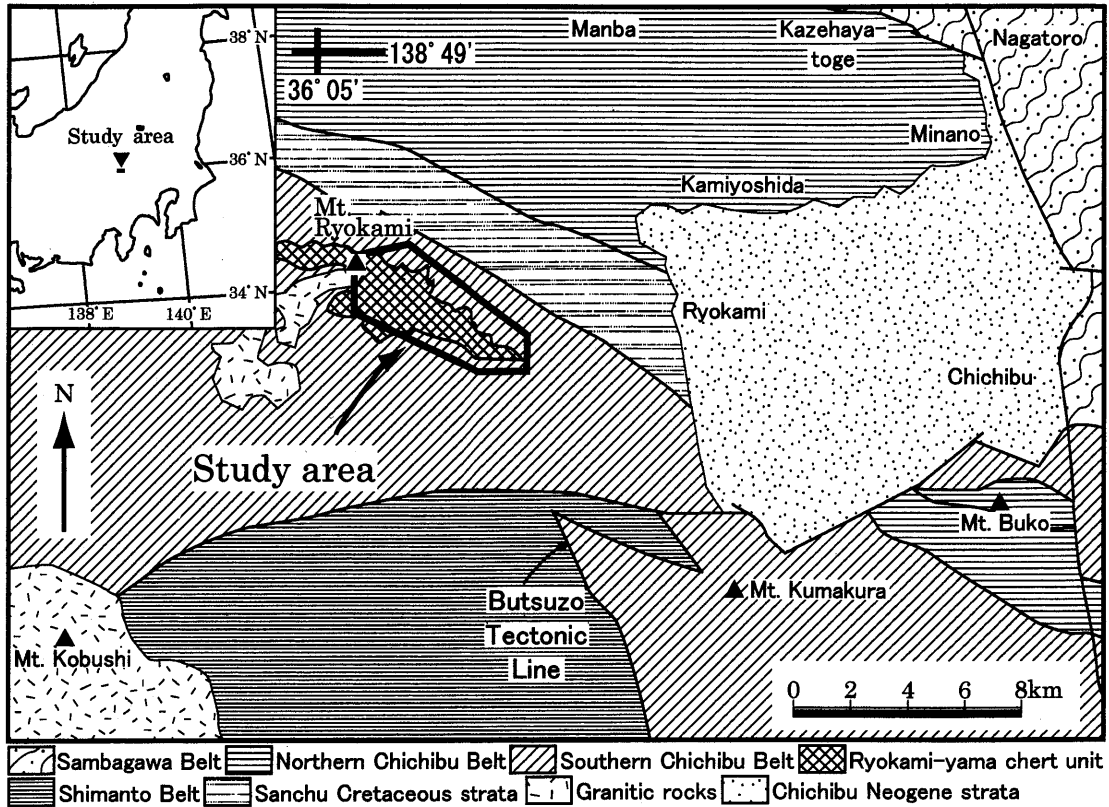 38°N
36°N
34°N
138°E
140°E
Study area
138°49'
36°05'
Manba
Kazehaya-
toge
Nagatoro
Minano
Kamiyoshida
Mt.
Ryokami
Ryokami
Chichibu
N
Study area
Mt. Buko
Butsuzo
Tectonic
Line
Mt. Kumakura
Mt. Kobushi
0 2 4 6 8km
Sambagawa Belt Northern Chichibu Belt Southern Chichibu Belt Ryokami-yama chert unit
Shimanto Belt Sanchu Cretaceous strata Granitic rocks Chichibu Neogene strata